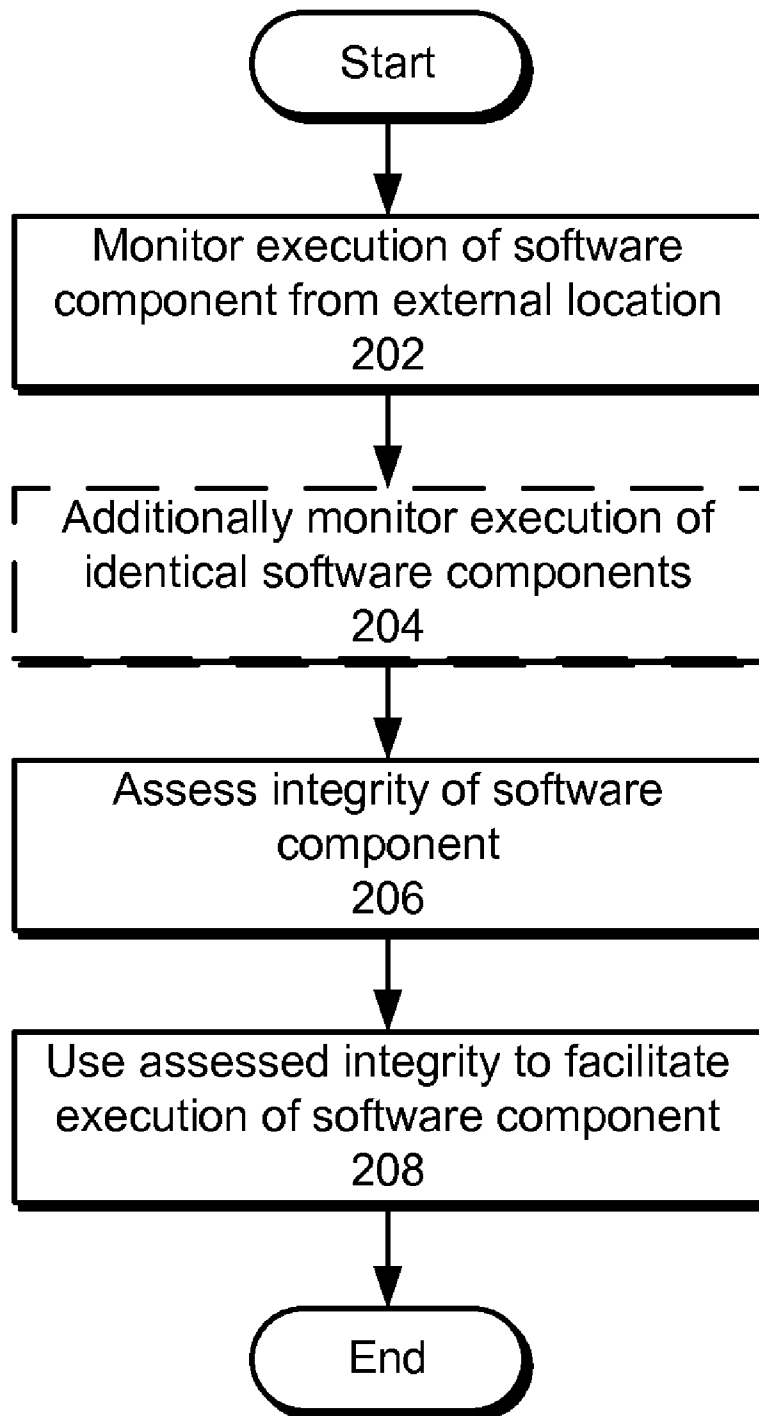 Start
Monitor execution of software
component from external location
202
Additionally monitor execution of
identical software components
204
Assess integrity of software
component
206
Use assessed integrity to facilitate
execution of software component
208
End